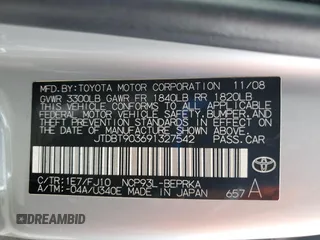 MFD. BY: TOYOTA MOTOR CORPORATION 11/08
GVWR 3300LB GAWR FR 1840LB RR 1820LB
THIS VEHICLE CONFORMS TO ALL APPLICABLE
FEDERAL MOTOR VEHICLE SAFETY, BUMPER, AND
THEFT PREVENTION STANDARDS IN EFFECT ON
THE DATE OF MANUFACTURE SHOWN ABOVE.
JTDBT903691327542 PASS.CAR
C/TR: 1E7/FJ10 NCP93L-BEPRKA
A/TM: -04A/U340E MADE IN JAPAN 657 A
TOYOTA
DREAMBID